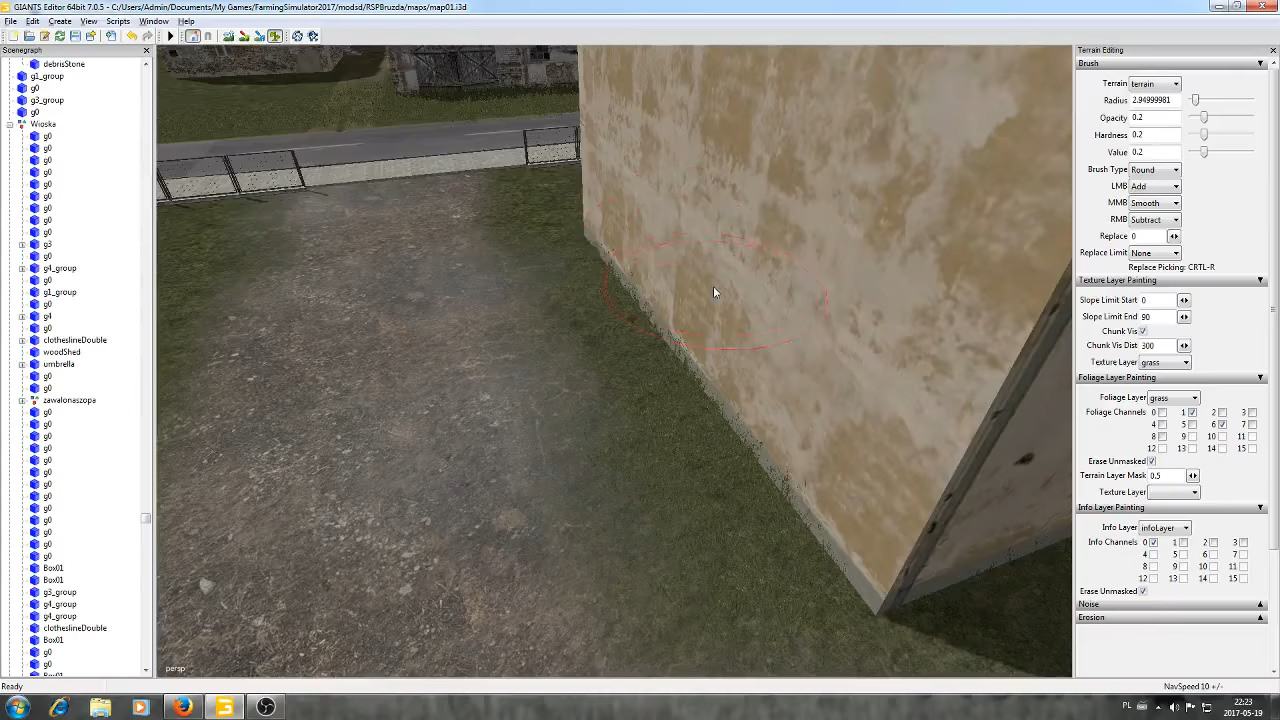 GIANTS Editor 64bit 7.0.5 - C:/Users/Admin/Documents/My Games/FarmingSimulator2017/modsd/RSPBruzda/maps/map01.i3d
File Edit Create View Scripts Window Help
Scenegraph
debrisStone
g1_group
g0
g3_group
g0
Wioska
g0
g0
g0
g0
g0
g0
g0
g0
g0
g3
g0
g4_group
g0
g1_group
g0
g4
g0
clotheslineDouble
woodShed
umbrella
g0
g0
zawalonaszopa
g0
g0
g0
g0
g0
g0
g0
g0
g0
g0
g0
g0
g0
Box01
Box01
g3_group
g4_group
g4_group
clotheslineDouble
Box01
g0
g0
Box01
persp
Terrain Editing
Brush
Terrain terrain
Radius 2.94999981
Opacity 0.2
Hardness 0.2
Value 0.2
Brush Type Round
LMB Add
MMB Smooth
RMB Subtract
Replace 0
Replace Limit None
Replace Picking: CRTL-R
Texture Layer Painting
Slope Limit Start 0
Slope Limit End 90
Chunk Vis
Chunk Vis Dist 300
Texture Layer grass
Foliage Layer Painting
Foliage Layer grass
Foliage Channels 0 1 2 3
4 5 6 7
8 9 10 11
12 13 14 15
Erase Unmasked
Terrain Layer Mask 0.5
Texture Layer
Info Layer Painting
Info Layer infoLayer
Info Channels 0 1 2 3
4 5 6 7
8 9 10 11
12 13 14 15
Erase Unmasked
Noise
Erosion
Ready
NavSpeed 10 +/-
PL
22:23
2017-05-19